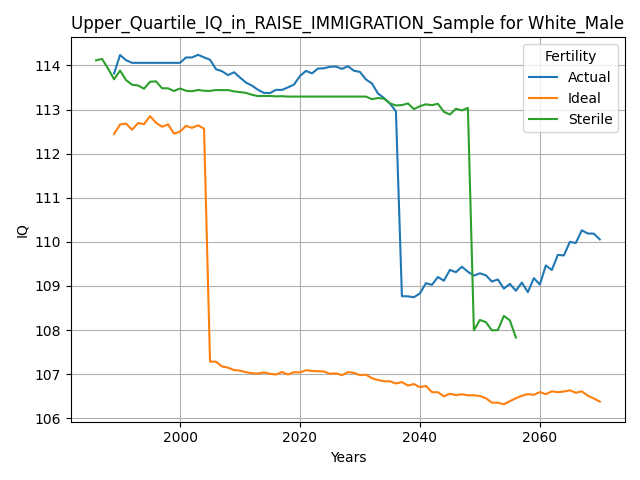 Upper_Quartile_IQ_in_RAISE_IMMIGRATION_Sample for White_Male
Fertility
Actual
Ideal
Sterile
IQ
114
113
112
111
110
109
108
107
106
2000
2020
2040
2060
Years